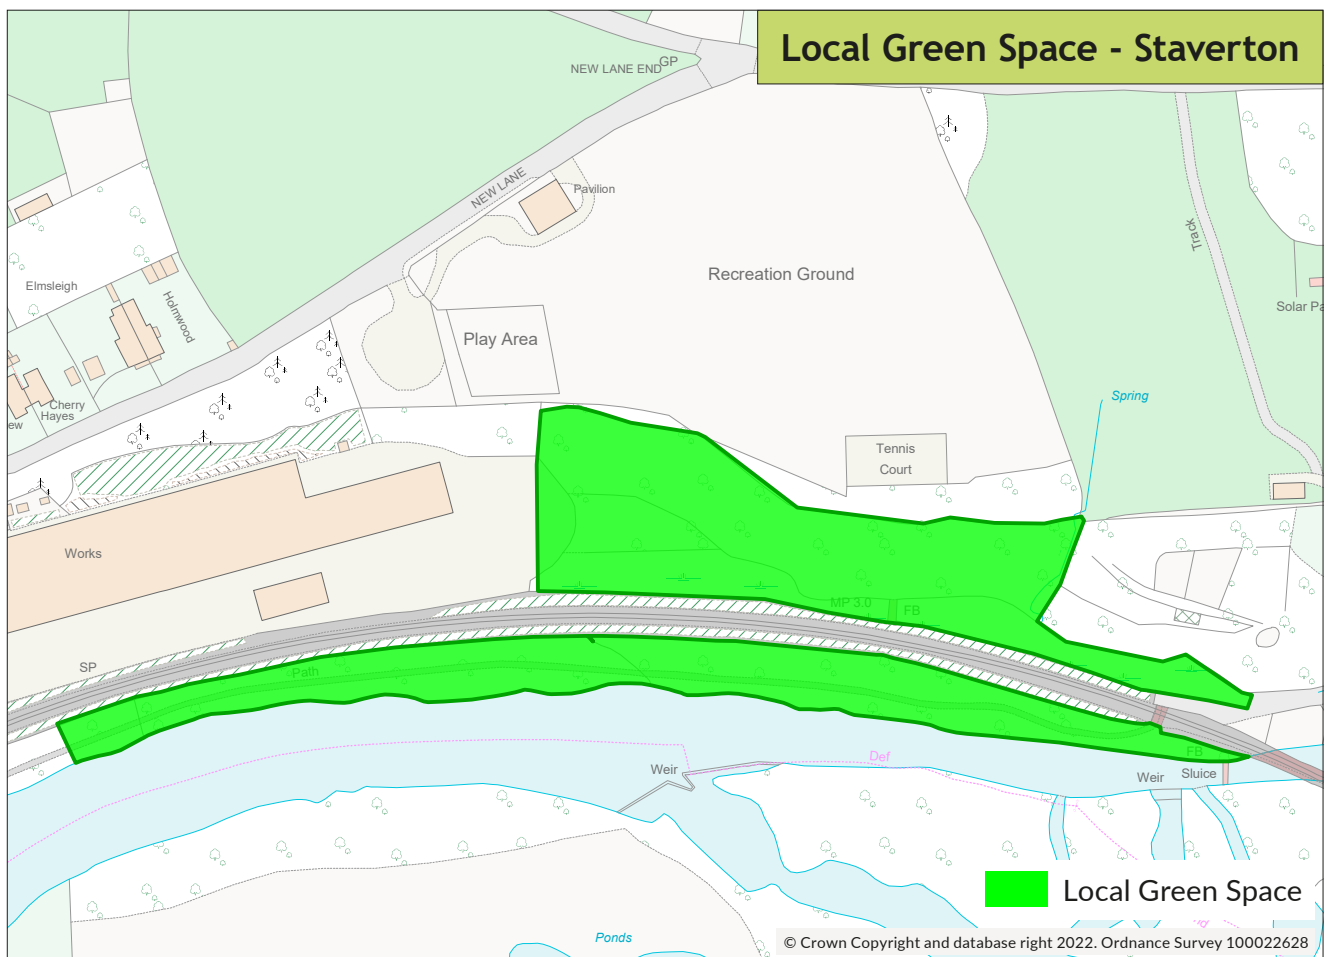 Local Green Space - Staverton
NEW LANE END
GP
NEW LANE
Pavilion
Track
Recreation Ground
Elmsleigh
Holmwood
Solar Pa
Play Area
Spring
Cherry
Hayes
ew
Tennis
Court
Works
MP 3.0
FB
SP
Path
Def
FB
Weir
Weir
Sluice
Local Green Space
Ponds
© Crown Copyright and database right 2022. Ordnance Survey 100022628